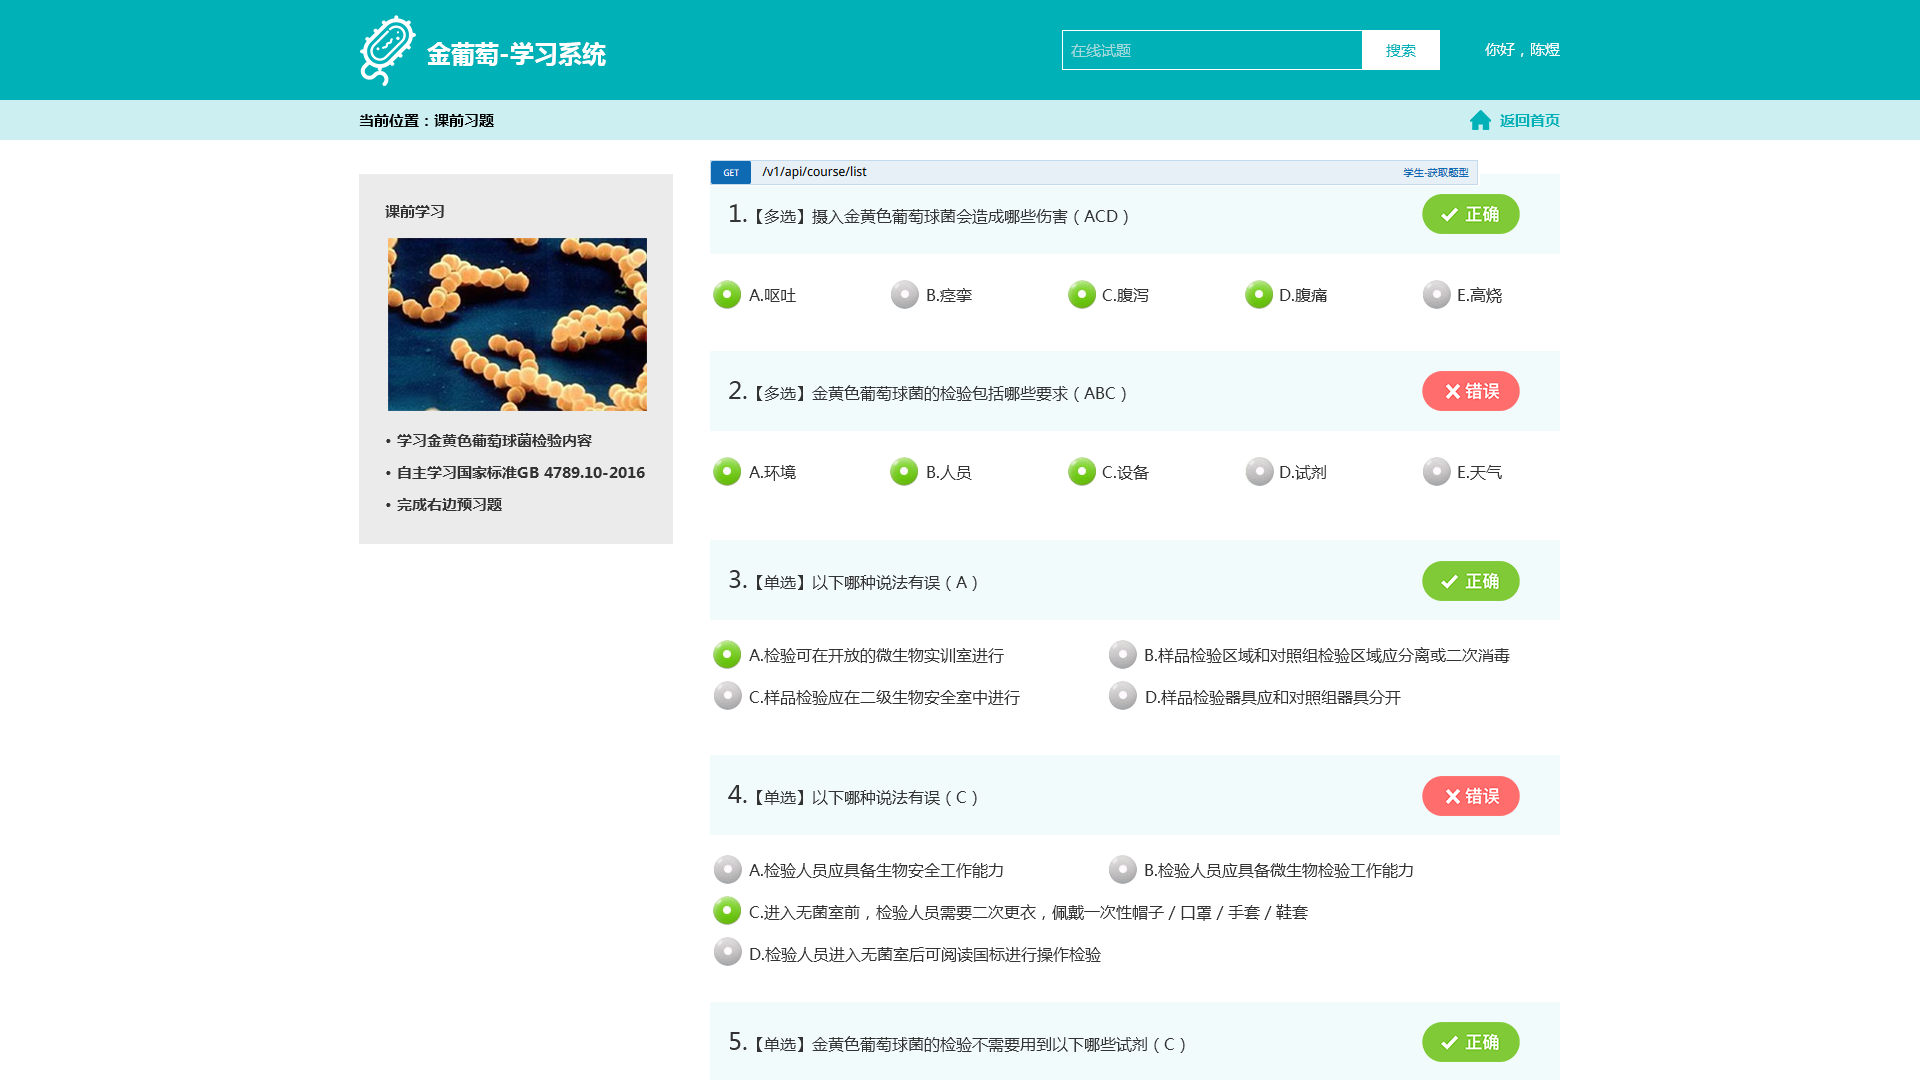 金葡萄-学习系统
在线试题
搜索
你好，陈煜
当前位置：课前习题
返回首页
课前学习
• 学习金黄色葡萄球菌检验内容
• 自主学习国家标准GB 4789.10-2016
• 完成右边预习题
GET /v1/api/course/list 学生-获取题型
1.【多选】摄入金黄色葡萄球菌会造成哪些伤害（ACD） 正确
A.呕吐 B.痉挛 C.腹泻 D.腹痛 E.高烧
2.【多选】金黄色葡萄球菌的检验包括哪些要求（ABC） 错误
A.环境 B.人员 C.设备 D.试剂 E.天气
3.【单选】以下哪种说法有误（A） 正确
A.检验可在开放的微生物实训室进行 B.样品检验区域和对照组检验区域应分离或二次消毒
C.样品检验应在二级生物安全室中进行 D.样品检验器具应和对照组器具分开
4.【单选】以下哪种说法有误（C） 错误
A.检验人员应具备生物安全工作能力 B.检验人员应具备微生物检验工作能力
C.进入无菌室前，检验人员需要二次更衣，佩戴一次性帽子 / 口罩 / 手套 / 鞋套
D.检验人员进入无菌室后可阅读国标进行操作检验
5.【单选】金黄色葡萄球菌的检验不需要用到以下哪些试剂（C） 正确